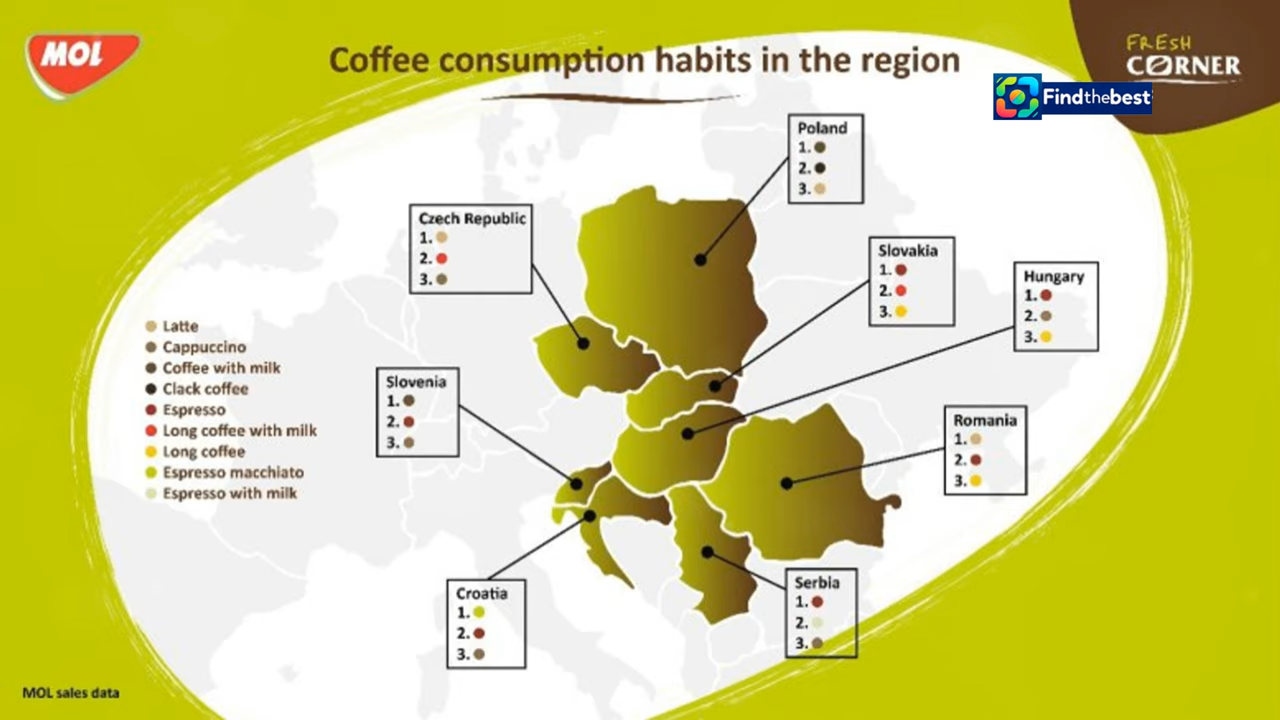 MOL
Coffee consumption habits in the region
FRESH
CORNER
Findthebest
Poland
1.
2.
3.
Czech Republic
1.
2.
3.
Slovakia
1.
2.
3.
Hungary
1.
2.
3.
Latte
Cappuccino
Coffee with milk
Clack coffee
Espresso
Long coffee with milk
Long coffee
Espresso macchiato
Espresso with milk
Slovenia
1.
2.
3.
Romania
1.
2.
3.
Croatia
1.
2.
3.
Serbia
1.
2.
3.
MOL sales data